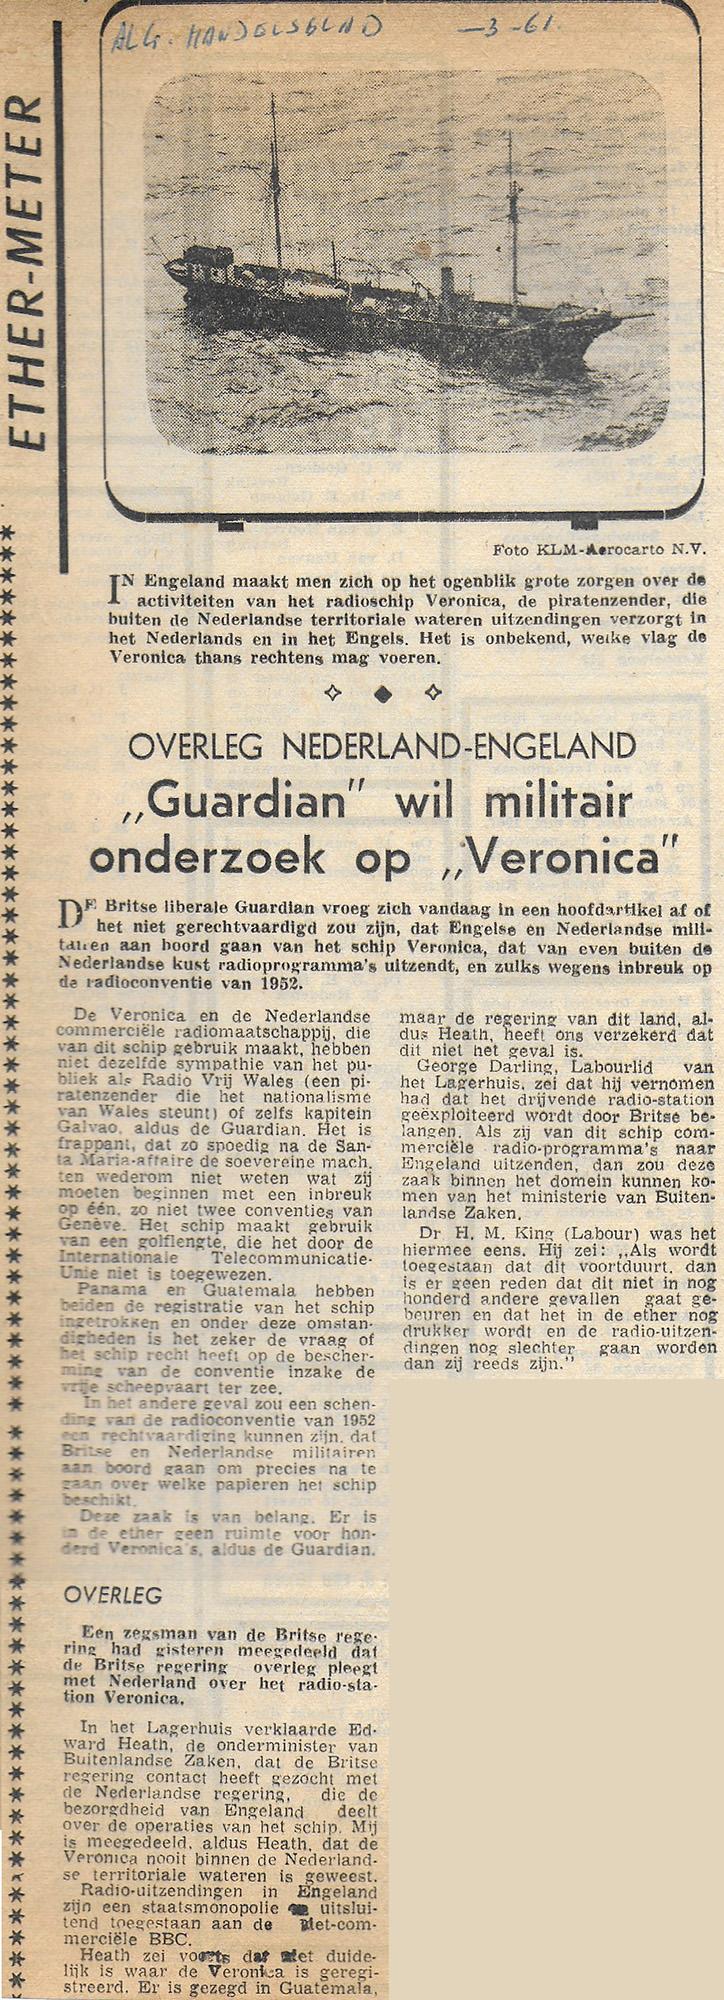 ALG. HANDELSBLAD -3-61.
ETHER-METER
Foto KLM-Aerocarto N.V.
IN Engeland maakt men zich op het ogenblik grote zorgen over de
activiteiten van het radioschip Veronica, de piratenzender, die
buiten de Nederlandse territoriale wateren uitzendingen verzorgt in
het Nederlands en in het Engels. Het is onbekend, welke vlag de
Veronica thans rechtens mag voeren.
OVERLEG NEDERLAND-ENGELAND
„Guardian” wil militair
onderzoek op „Veronica”
DE Britse liberale Guardian vroeg zich vandaag in een hoofdartikel af of
het niet gerechtvaardigd zou zijn, dat Engelse en Nederlandse mili-
tairen aan boord gaan van het schip Veronica, dat van even buiten de
Nederlandse kust radioprogramma's uitzendt, en zulks wegens inbreuk op
de radioconventie van 1952.
De Veronica en de Nederlandse
commerciële radiomaatschappij, die
van dit schip gebruik maakt, hebben
niet dezelfde sympathie van het pu-
bliek als Radio Vrij Wales (een pi-
ratenzender die het nationalisme
van Wales steunt) of zelfs kapitein
Galvao, aldus de Guardian. Het is
frappant, dat zo spoedig na de San-
ta Maria-affaire de soevereine mach.
ten wederom niet weten wat zij
moeten beginnen met een inbreuk
op één, zo niet twee conventies van
Genève. Het schip maakt gebruik
van een golflengte, die het door de
Internationale Telecommunicatie-
Unie niet is toegewezen.
Panama en Guatemala hebben
beiden de registratie van het schip
ingetrokken en onder deze omstan-
digheden is het zeker de vraag of
het schip recht heeft op de bescher-
ming van de conventie inzake de
vrije scheepvaart ter zee.
In het andere geval zou een schen-
ding van de radioconventie van 1952
een rechtvaardiging kunnen zijn, dat
Britse en Nederlandse militairen
aan boord gaan om precies na te
gaan over welke papieren het schip
beschikt.
Deze zaak is van belang. Er is
in de ether geen ruimte voor hon-
derd Veronica's, aldus de Guardian.
OVERLEG
Een zegsman van de Britse rege-
ring had gisteren meegedeeld dat
de Britse regering overleg pleegt
met Nederland over het radio-sta-
tion Veronica.
In het Lagerhuis verklaarde Ed-
ward Heath, de onderminister van
Buitenlandse Zaken, dat de Britse
regering contact heeft gezocht met
de Nederlandse regering, die de
bezorgdheid van Engeland deelt
over de operaties van het schip. Mij
is meegedeeld, aldus Heath, dat de
Veronica nooit binnen de Nederland-
se territoriale wateren is geweest.
Radio-uitzendingen in Engeland
zijn een staatsmonopolie en uitslui-
tend toegestaan aan de niet-com-
merciële BBC.
Heath zei voorts dat niet duide-
lijk is waar de Veronica is geregi-
streerd. Er is gezegd in Guatemala,
maar de regering van dit land, al-
dus Heath, heeft ons verzekerd dat
dit niet het geval is.
George Darling, Labourlid van
het Lagerhuis, zei dat hij vernomen
had dat het drijvende radio-station
geëxploiteerd wordt door Britse be-
langen. Als zij van dit schip com-
merciële radio-programma's naar
Engeland uitzenden, dan zou deze
zaak binnen het domein kunnen ko-
men van het ministerie van Buiten-
landse Zaken.
Dr H. M. King (Labour) was het
hiermee eens. Hij zei: „Als wordt
toegestaan dat dit voortduurt, dan
is er geen reden dat dit niet in nog
honderd andere gevallen gaat ge-
beuren en dat het in de ether nog
drukker wordt en de radio-uitzen-
dingen nog slechter gaan worden
dan zij reeds zijn.”